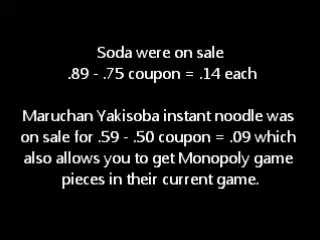 Soda were on sale
.89 - .75 coupon = .14 each
Maruchan Yakisoba instant noodle was
on sale for .59 - .50 coupon = .09 which
also allows you to get Monopoly game
pieces in their current game.